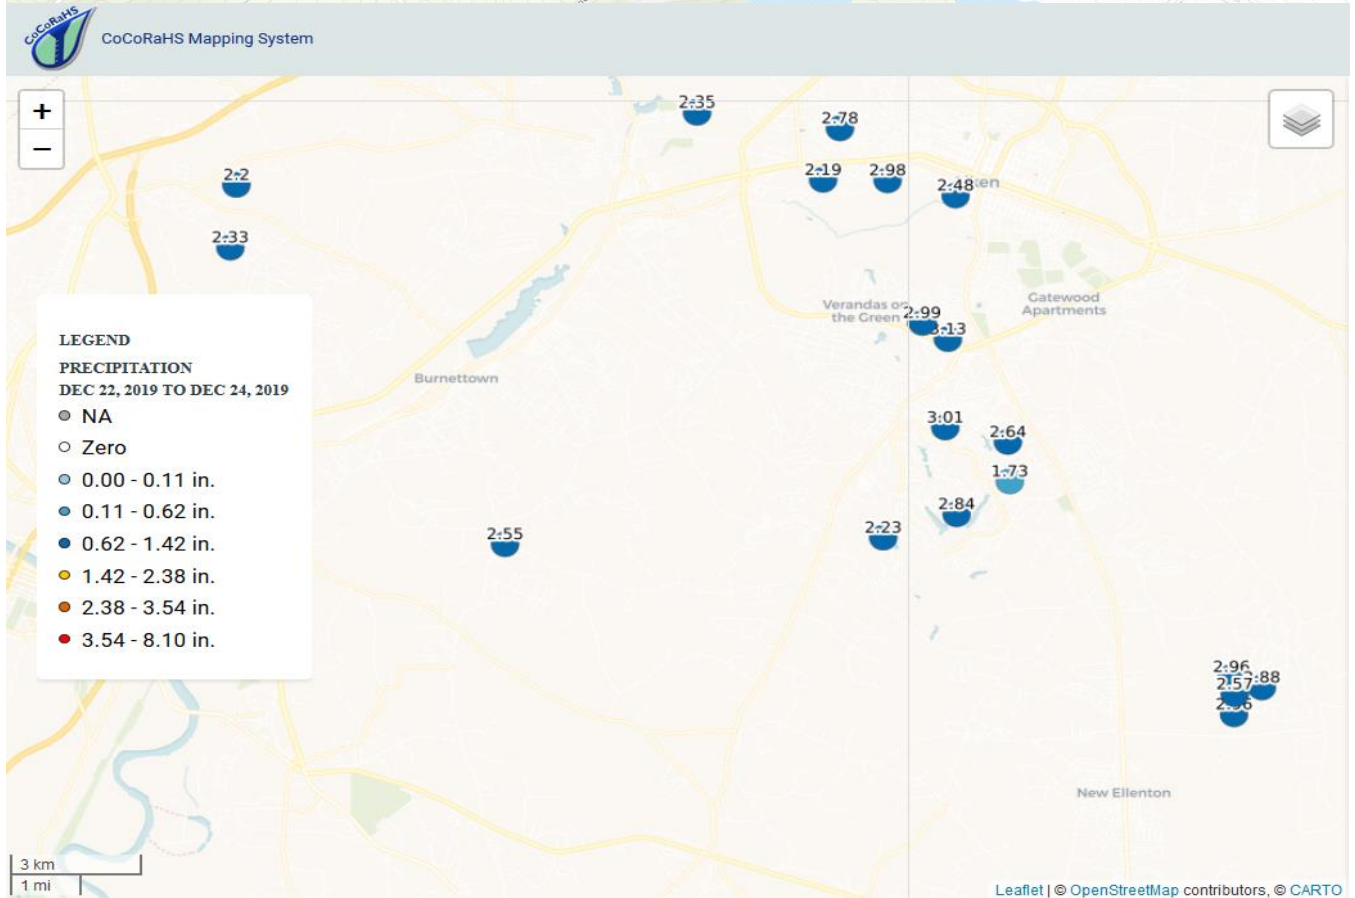 CoCoRaHS
CoCoRaHS Mapping System
+
−
2.35
2.78
2.2
2.19
2.98
2.48
2.33
Verandas on
the Green
2.99
Gatewood
Apartments
LEGEND
PRECIPITATION
DEC 22, 2019 TO DEC 24, 2019
NA
Zero
0.00 - 0.11 in.
0.11 - 0.62 in.
0.62 - 1.42 in.
1.42 - 2.38 in.
2.38 - 3.54 in.
3.54 - 8.10 in.
Burnettown
3.13
3.01
2.64
1.73
2.84
2.55
2.23
2.96
2.57
New Ellenton
3 km
1 mi
Leaflet | © OpenStreetMap contributors, © CARTO